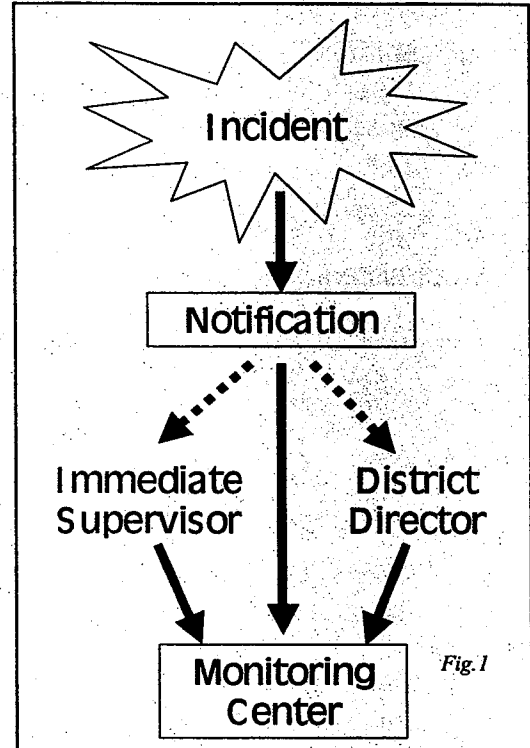 Incident
Notification
Immediate
Supervisor
District
Director
Monitoring
Center
Fig.1